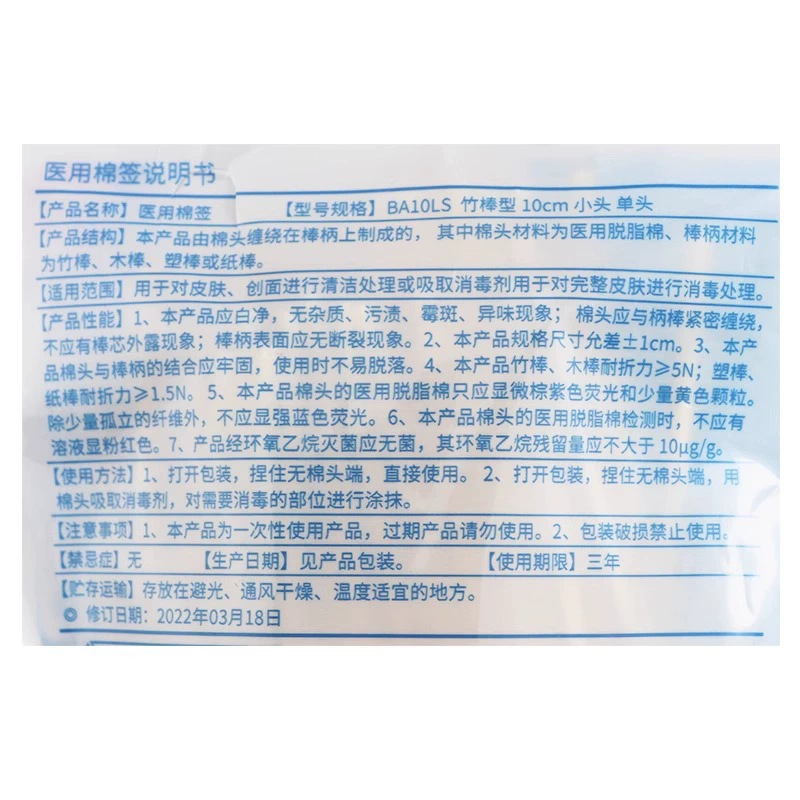 医用棉签说明书
【产品名称】医用棉签 【型号规格】BA10LS 竹棒型 10cm 小头 单头
【产品结构】本产品由棉头缠绕在棒柄上制成的，其中棉头材料为医用脱脂棉、棒柄材料
为竹棒、木棒、塑棒或纸棒。
【适用范围】用于对皮肤、创面进行清洁处理或吸取消毒剂用于对完整皮肤进行消毒处理。
【产品性能】1、本产品应白净，无杂质、污渍、霉斑、异味现象；棉头应与柄棒紧密缠绕，
不应有棒芯外露现象；棒柄表面应无断裂现象。2、本产品规格尺寸允差±1cm。3、本产
品棉头与棒柄的结合应牢固，使用时不易脱落。4、本产品竹棒、木棒耐折力≥5N；塑棒、
纸棒耐折力≥1.5N。5、本产品棉头的医用脱脂棉只应显微棕紫色荧光和少量黄色颗粒。
除少量孤立的纤维外，不应显强蓝色荧光。6、本产品棉头的医用脱脂棉检测时，不应有
溶液显粉红色。7、产品经环氧乙烷灭菌应无菌，其环氧乙烷残留量应不大于10μg/g。
【使用方法】1、打开包装，捏住无棉头端，直接使用。2、打开包装，捏住无棉头端，用
棉头吸取消毒剂，对需要消毒的部位进行涂抹。
【注意事项】1、本产品为一次性使用产品，过期产品请勿使用。2、包装破损禁止使用。
【禁忌症】无 【生产日期】见产品包装。 【使用期限】三年
【贮存运输】存放在避光、通风干燥、温度适宜的地方。
◎ 修订日期：2022年03月18日